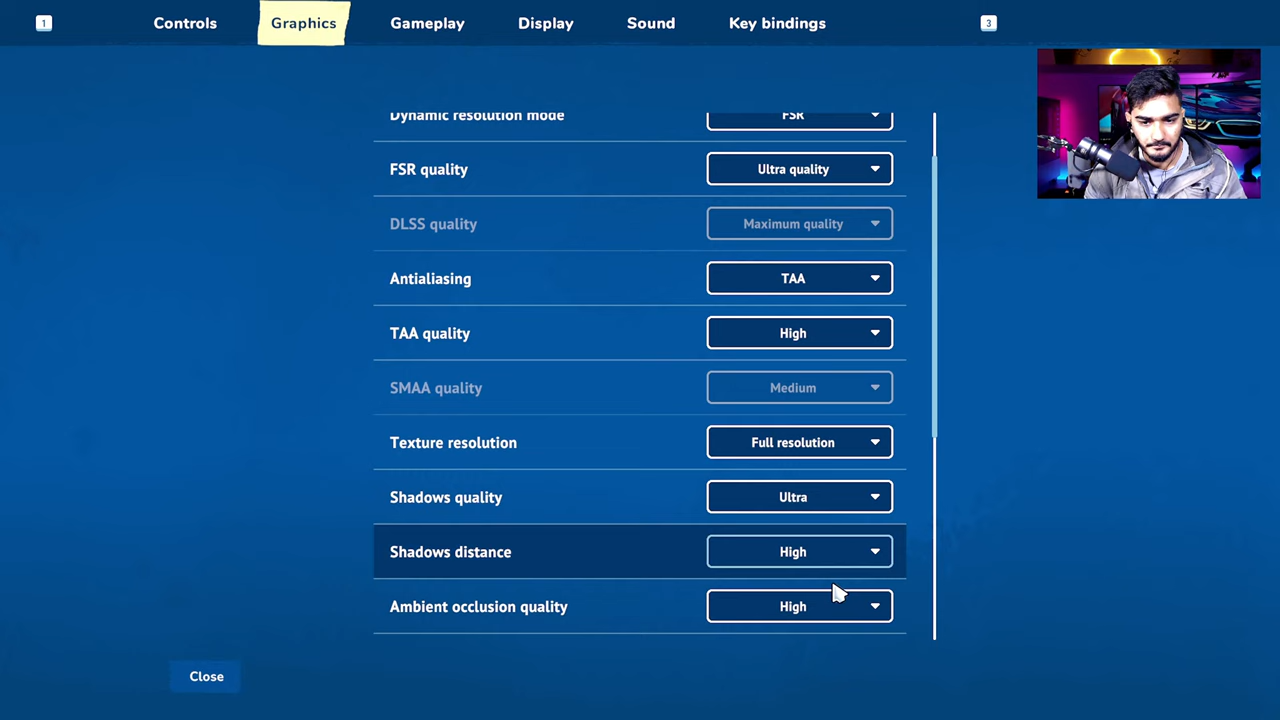 1 Controls Graphics Gameplay Display Sound Key bindings 3
Dynamic resolution mode FSR
FSR quality Ultra quality
DLSS quality Maximum quality
Antialiasing TAA
TAA quality High
SMAA quality Medium
Texture resolution Full resolution
Shadows quality Ultra
Shadows distance High
Ambient occlusion quality High
Close